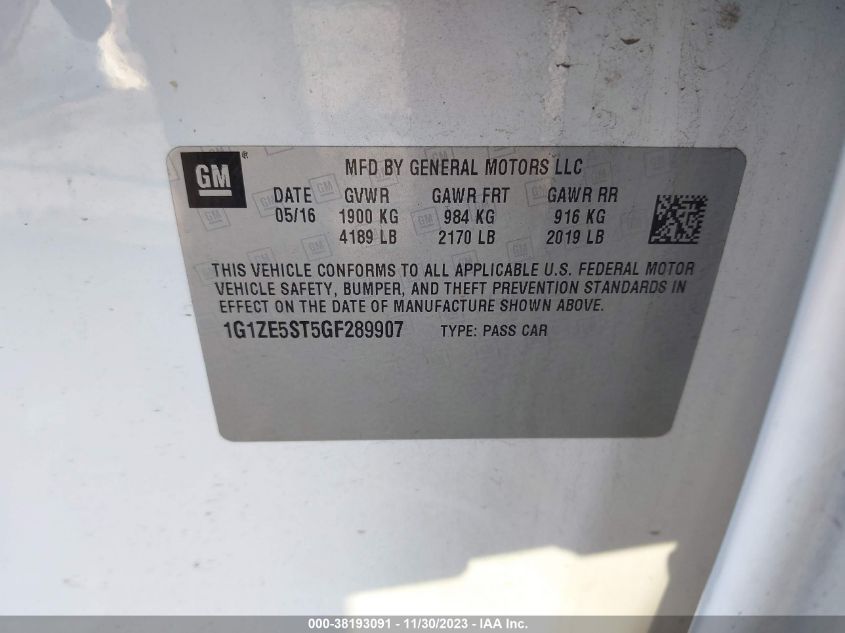 GM ®
MFD BY GENERAL MOTORS LLC
DATE GVWR GAWR FRT GAWR RR
05/16 1900 KG 984 KG 916 KG
4189 LB 2170 LB 2019 LB
THIS VEHICLE CONFORMS TO ALL APPLICABLE U.S. FEDERAL MOTOR
VEHICLE SAFETY, BUMPER, AND THEFT PREVENTION STANDARDS IN
EFFECT ON THE DATE OF MANUFACTURE SHOWN ABOVE.
1G1ZE5ST5GF289907 TYPE: PASS CAR
000-38193091 - 11/30/2023 - IAA Inc.